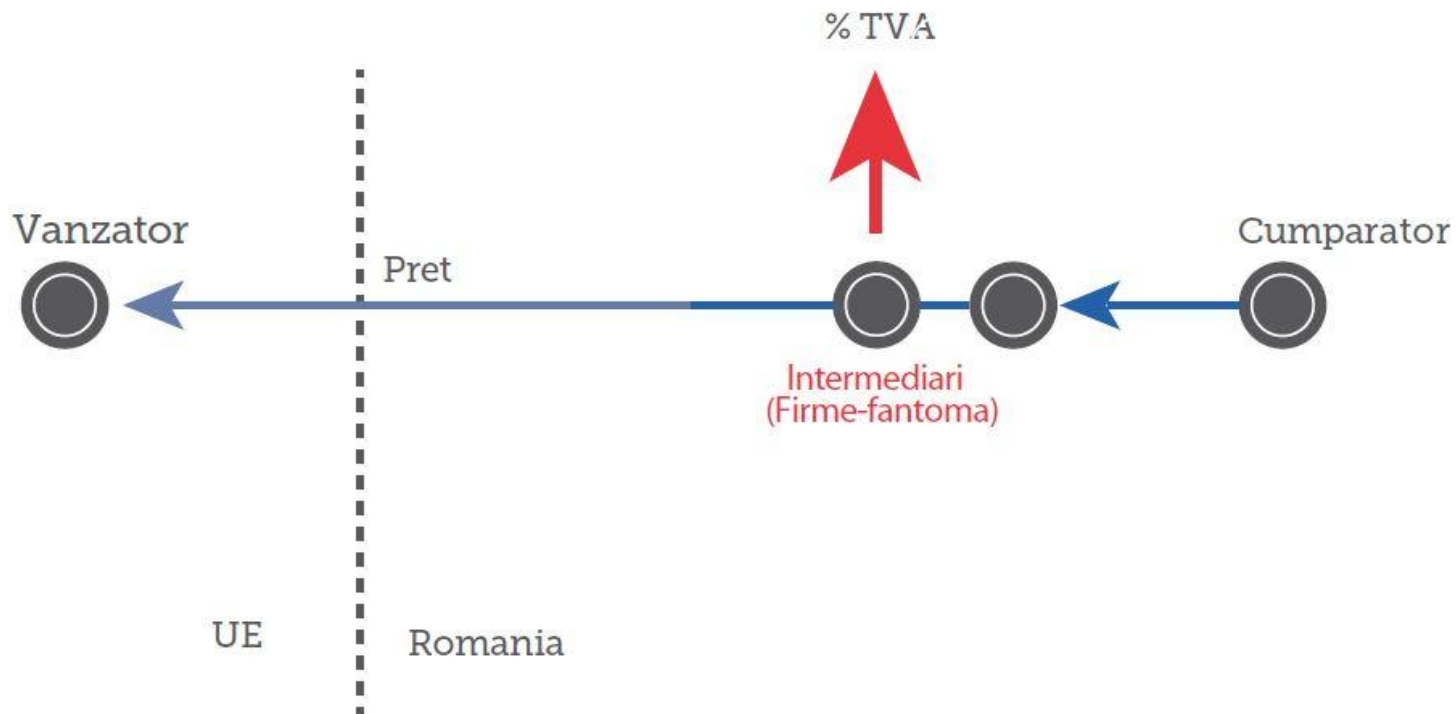 % TVA
Vanzator
Pret
Cumparator
Intermediari
(Firme-fantoma)
UE
Romania